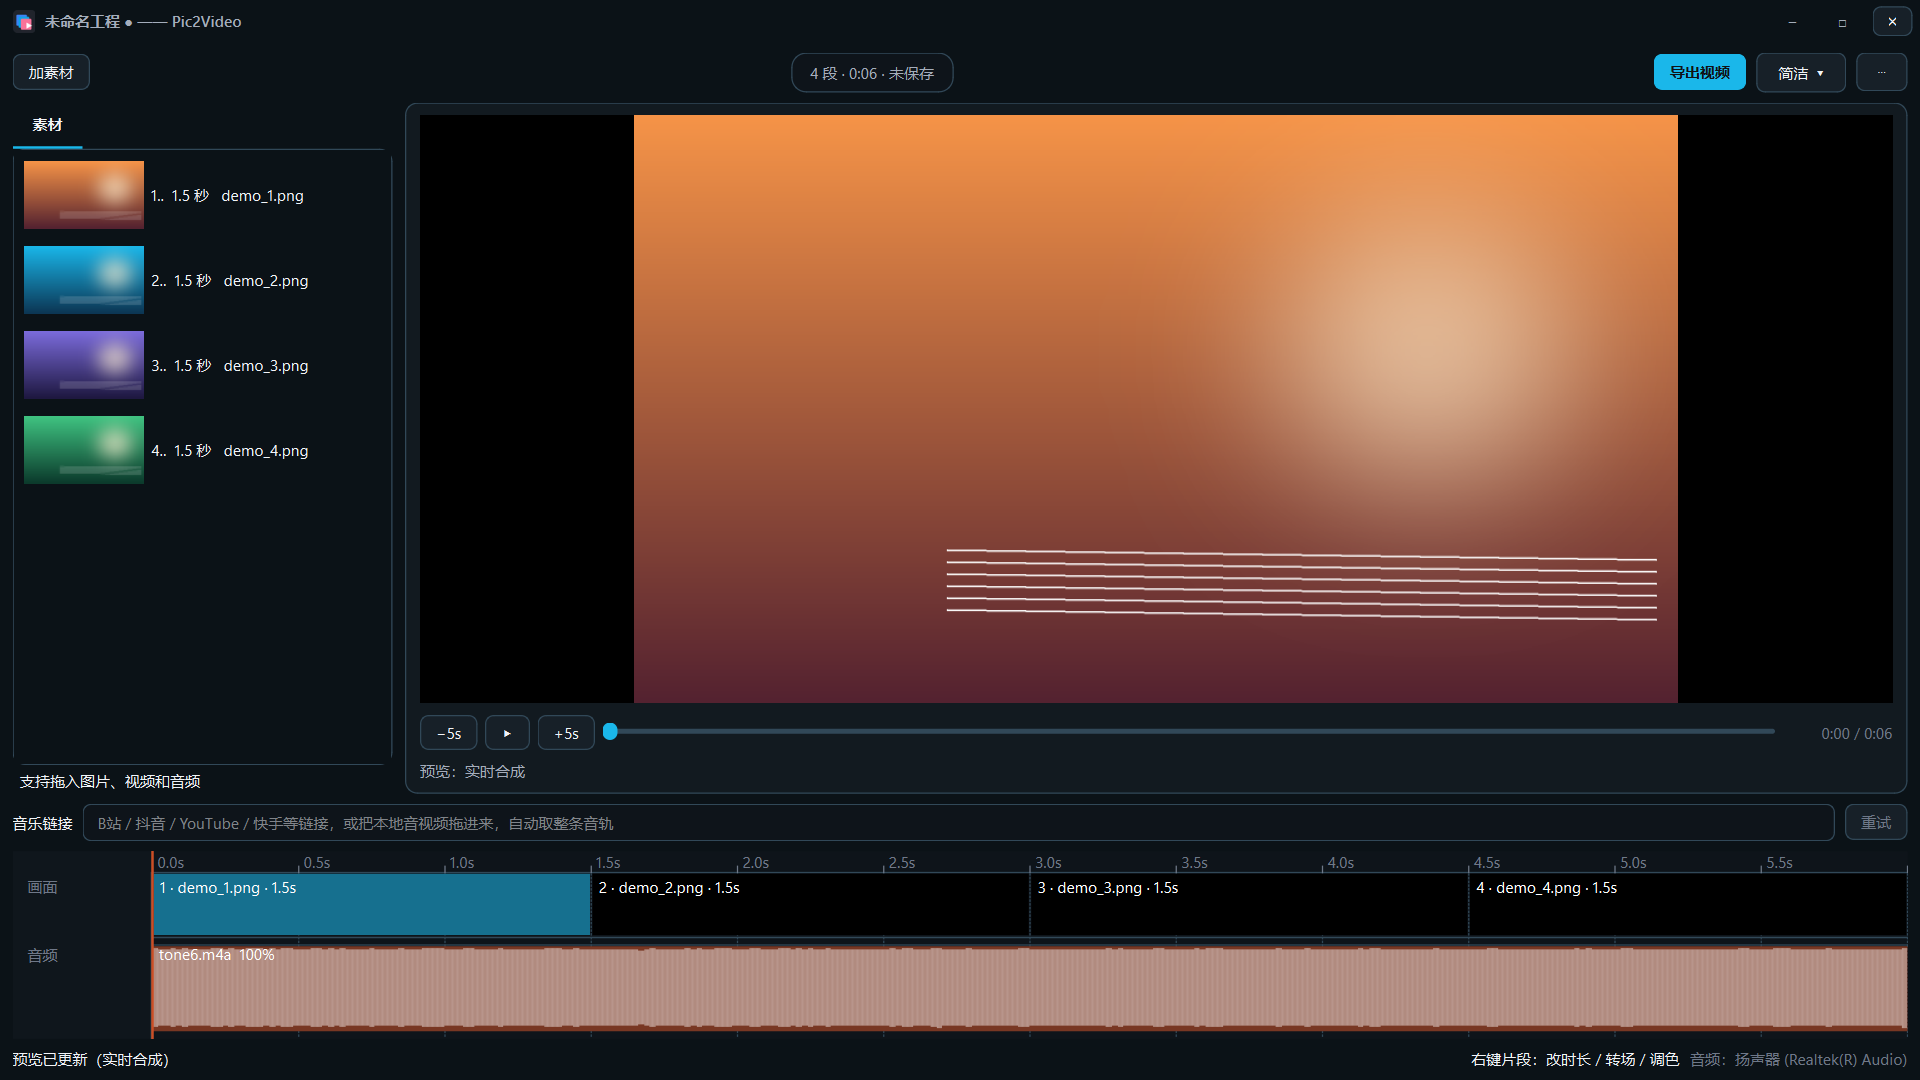 未命名工程 ● —— Pic2Video
加素材
4 段 · 0:06 · 未保存
导出视频
简洁 ▾
···
素材
1.. 1.5 秒 demo_1.png
2.. 1.5 秒 demo_2.png
3.. 1.5 秒 demo_3.png
4.. 1.5 秒 demo_4.png
支持拖入图片、视频和音频
−5s
+5s
0:00 / 0:06
预览：实时合成
音乐链接
B站 / 抖音 / YouTube / 快手等链接，或把本地音视频拖进来，自动取整条音轨
重试
0.0s 0.5s 1.0s 1.5s 2.0s 2.5s 3.0s 3.5s 4.0s 4.5s 5.0s 5.5s
画面
1 · demo_1.png · 1.5s
2 · demo_2.png · 1.5s
3 · demo_3.png · 1.5s
4 · demo_4.png · 1.5s
音频
tone6.m4a 100%
预览已更新（实时合成）
右键片段：改时长 / 转场 / 调色
音频：扬声器 (Realtek(R) Audio)